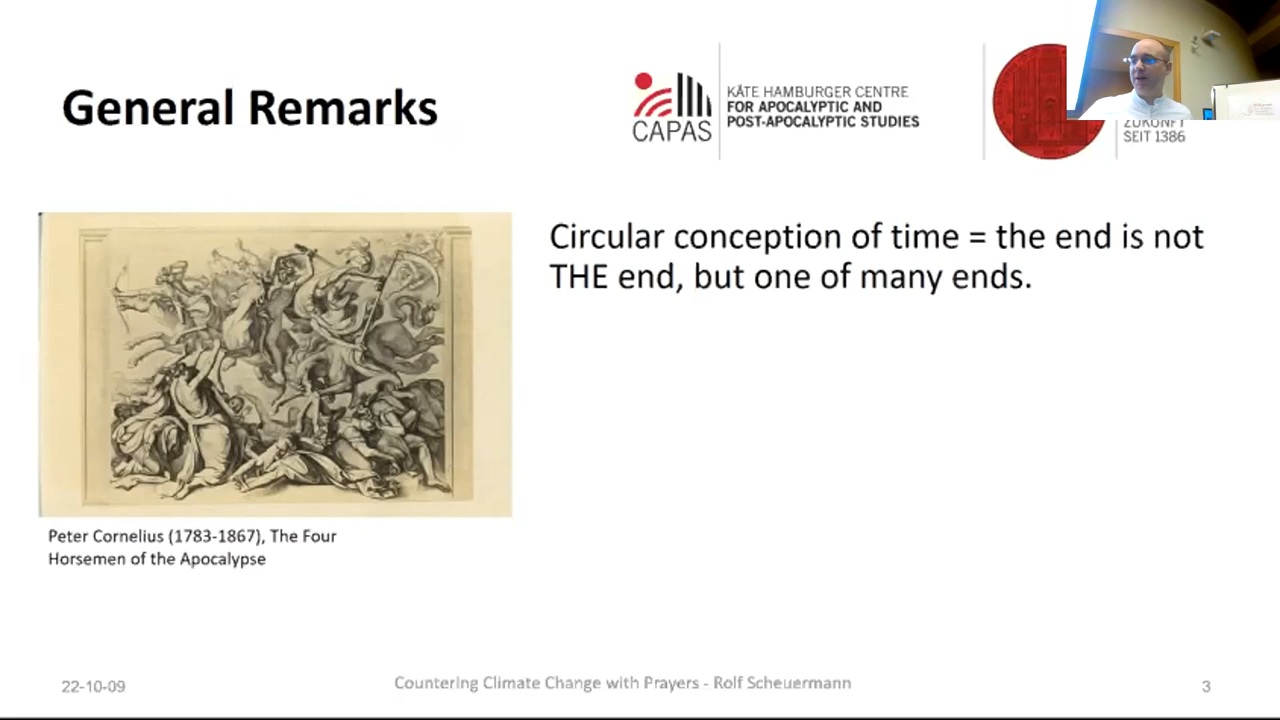 General Remarks
CAPAS
KÄTE HAMBURGER CENTRE
FOR APOCALYPTIC AND
POST-APOCALYPTIC STUDIES
ZUKUNFT
SEIT 1386
Circular conception of time = the end is not
THE end, but one of many ends.
Peter Cornelius (1783-1867), The Four
Horsemen of the Apocalypse
22-10-09
Countering Climate Change with Prayers - Rolf Scheuermann
3